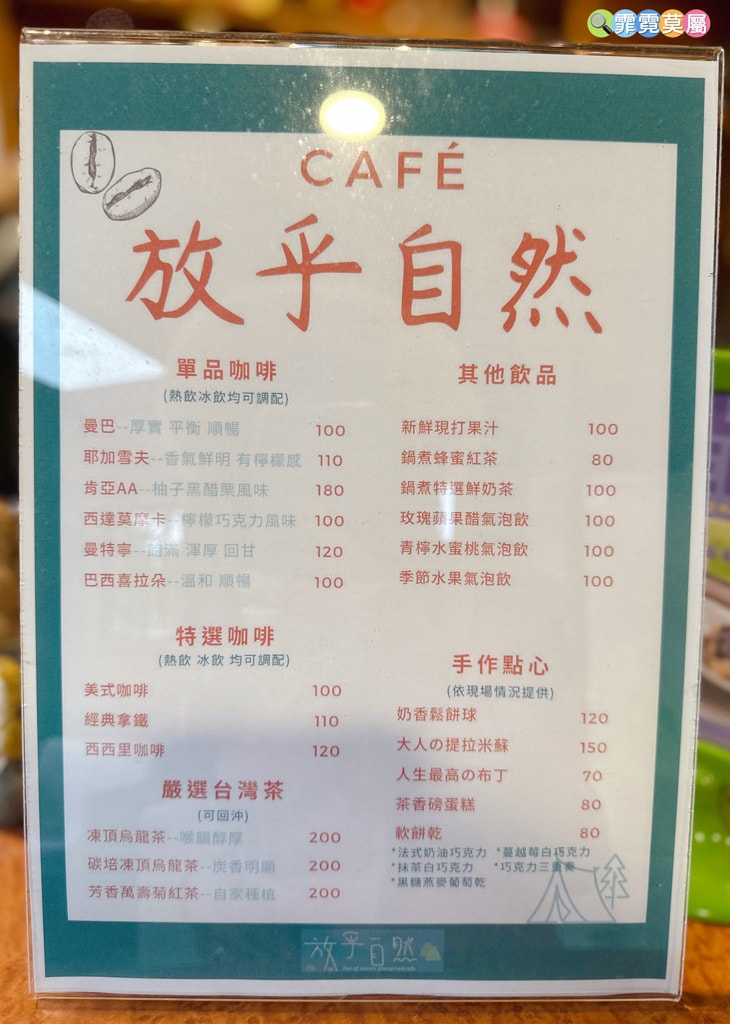 霏霓莫屬
CAFÉ
放乎自然
單品咖啡
(熱飲冰飲均可調配)
曼巴--厚實 平衡 順暢 100
耶加雪夫--香氣鮮明 有檸檬感 110
肯亞AA--柚子黑醋栗風味 180
西達莫摩卡--檸檬巧克力風味 100
曼特寧--飽滿 渾厚 回甘 120
巴西喜拉朵--溫和 順暢 100
特選咖啡
(熱飲 冰飲 均可調配)
美式咖啡 100
經典拿鐵 110
西西里咖啡 120
嚴選台灣茶
(可回沖)
凍頂烏龍茶--喉韻醇厚 200
碳培凍頂烏龍茶--炭香明顯 200
芳香萬壽菊紅茶--自家種植 200
其他飲品
新鮮現打果汁 100
鍋煮蜂蜜紅茶 80
鍋煮特選鮮奶茶 100
玫瑰蘋果醋氣泡飲 100
青檸水蜜桃氣泡飲 100
季節水果氣泡飲 100
手作點心
(依現場情況提供)
奶香鬆餅球 120
大人の提拉米蘇 150
人生最高の布丁 70
茶香磅蛋糕 80
軟餅乾 80
*法式奶油巧克力 *蔓越莓白巧克力
*抹茶白巧克力 *巧克力三重奏
*黑糖燕麥葡萄乾
放乎自然